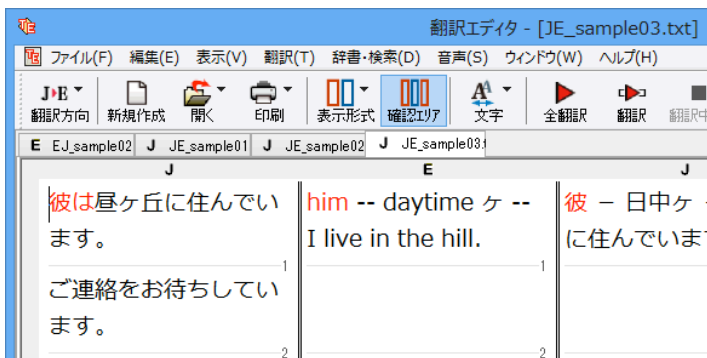 翻訳エディタ - [JE_sample03.txt]
ファイル(F) 編集(E) 表示(V) 翻訳(T) 辞書・検索(D) 音声(S) ウィンドウ(W) ヘルプ(H)
J▸E
翻訳方向 新規作成 開く 印刷 表示形式 確認エリア 文字 全翻訳 翻訳 翻訳中
E EJ_sample02 J JE_sample01 J JE_sample02 J JE_sample03.
J E J
彼は昼ヶ丘に住んでい him -- daytime ヶ -- 彼 － 日中ヶ
ます。 I live in the hill. に住んでいます
1 1
ご連絡をお待ちしてい
ます。
2 2